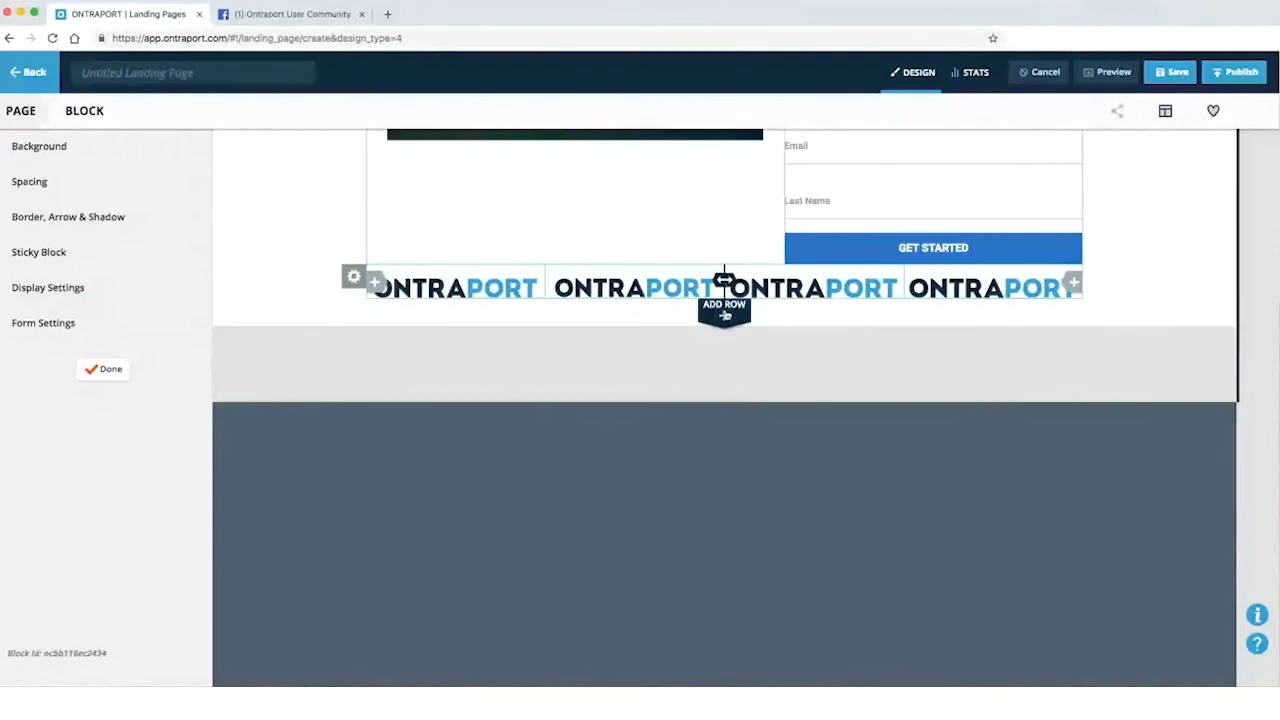 ONTRAPORT | Landing Pages
(1) Ontraport User Community
https://app.ontraport.com/#!/landing_page/create&design_type=4
Back
Untitled Landing Page
DESIGN
STATS
Cancel
Preview
Save
Publish
PAGE
BLOCK
Background
Spacing
Border, Arrow & Shadow
Sticky Block
Display Settings
Form Settings
Done
Email
Last Name
GET STARTED
ONTRAPORT ONTRAPORT ONTRAPORT ONTRAPORT
ADD ROW
Block Id: ocbb116ec2434